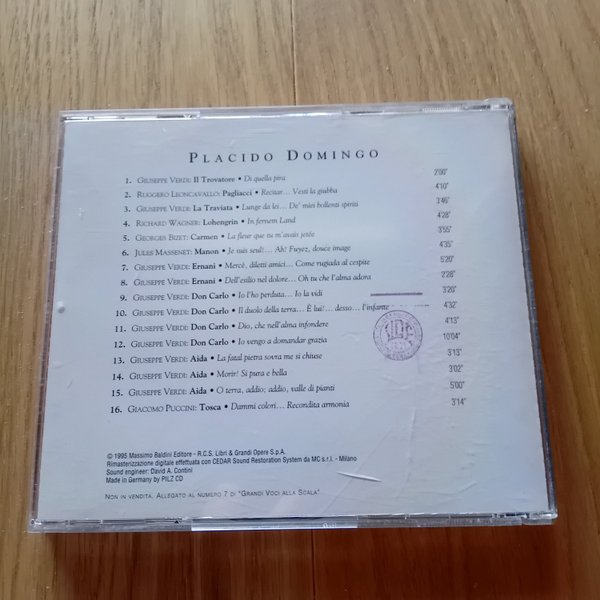 PLACIDO DOMINGO
1. GIUSEPPE VERDI: Il Trovatore • Di quella pira 2'00"
2. RUGGERO LEONCAVALLO: Pagliacci • Recitar... Vesti la giubba 4'10"
3. GIUSEPPE VERDI: La Traviata • Lunge da lei... De' miei bollenti spiriti 3'46"
4. RICHARD WAGNER: Lohengrin • In fernem Land 4'28"
5. GEORGES BIZET: Carmen • La fleur que tu m'avais jetée 3'55"
6. JULES MASSENET: Manon • Je suis seul!... Ah! Fuyez, douce image 4'35"
7. GIUSEPPE VERDI: Ernani • Mercè, diletti amici... Come rugiada al cespite 5'20"
8. GIUSEPPE VERDI: Ernani • Dell'esilio nel dolore... Oh tu che l'alma adora 2'28"
9. GIUSEPPE VERDI: Don Carlo • Io l'ho perduta... Io la vidi 3'26"
10. GIUSEPPE VERDI: Don Carlo • Il duolo della terra... È lui!... desso... l'infante 4'32"
11. GIUSEPPE VERDI: Don Carlo • Dio, che nell'alma infondere 4'13"
12. GIUSEPPE VERDI: Don Carlo • Io vengo a domandar grazia 10'04"
13. GIUSEPPE VERDI: Aida • La fatal pietra sovra me si chiuse 3'13"
14. GIUSEPPE VERDI: Aida • Morir! Si pura e bella 3'02"
15. GIUSEPPE VERDI: Aida • O terra, addio; addio, valle di pianti 5'00"
16. GIACOMO PUCCINI: Tosca • Dammi colori... Recondita armonia 3'14"
© 1995 Massimo Baldini Editore - R.C.S. Libri & Grandi Opere S.p.A.
Rimasterizzazione digitale effettuata con CEDAR Sound Restoration System da MC s.r.l. - Milano
Sound engineer: David A. Contini
Made in Germany by PILZ CD
NON IN VENDITA. ALLEGATO AL NUMERO 7 DI "GRANDI VOCI ALLA SCALA"